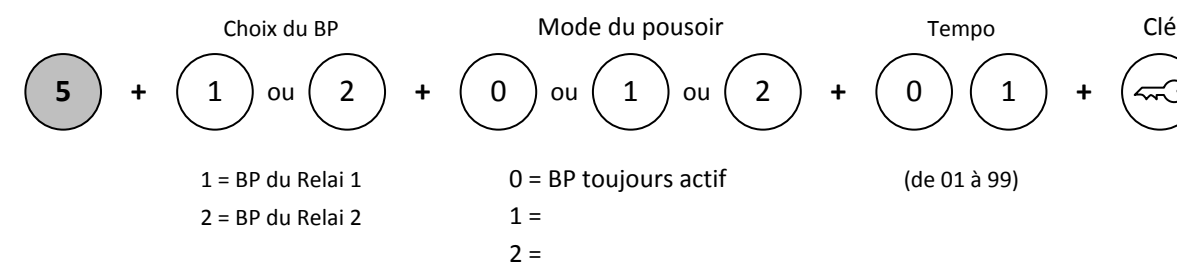 Choix du BP Mode du pousoir Tempo Clé
5 + 1 ou 2 + 0 ou 1 ou 2 + 0 1 +
1 = BP du Relai 1 0 = BP toujours actif (de 01 à 99)
2 = BP du Relai 2 1 =
2 =